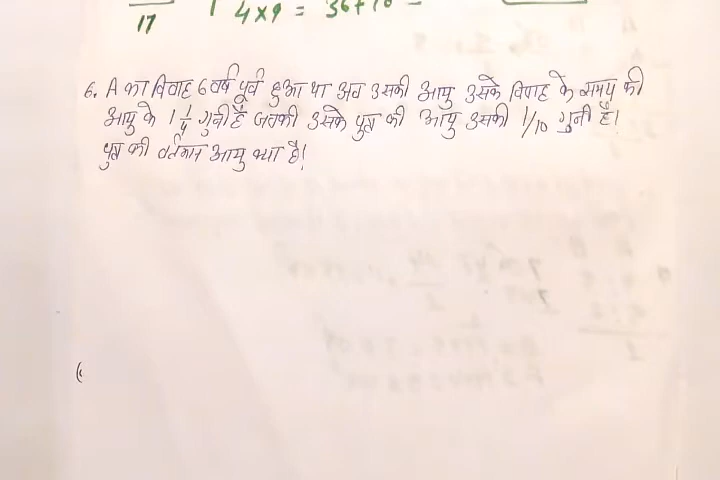 17
4×9 = 36+10 =
6. A का विवाह 6 वर्ष पूर्व हुआ था अब उसकी आयु उसके विवाह के समय की
आयु के 1 1/4 गुनी है जबकी उसके पुत्र की आयु उसकी 1/10 गुनी है।
पुत्र की वर्तमान आयु क्या है!
(